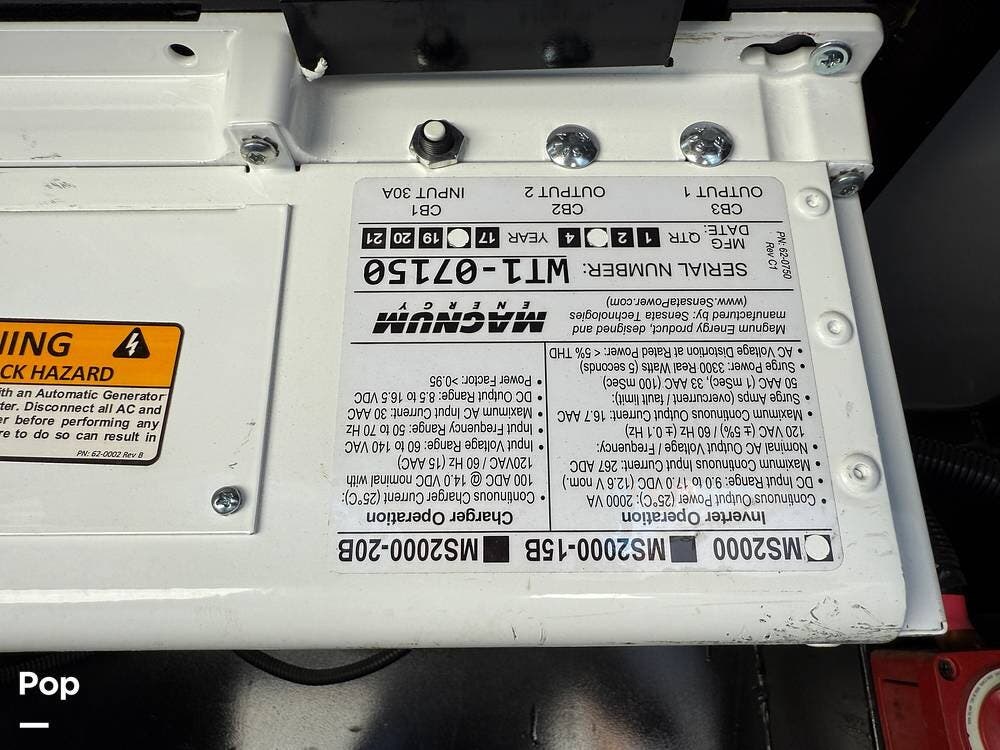 MS2000 MS2000-15B MS2000-20B
Inverter Operation
• Continuous Output Power (25°C): 2000 VA
• DC Input Range: 9.0 to 17.0 VDC (12.6 V nom.)
• Maximum Continuous Input Current: 267 ADC
• Nominal AC Output Voltage / Frequency:
120 VAC (± 5%) / 60 Hz (± 0.1 Hz)
• Maximum Continuous Output Current: 16.7 AAC
• Surge Amps (overcurrent / fault / limit):
50 AAC (1 mSec), 33 AAC (100 mSec)
• Surge Power: 3300 Real Watts (5 seconds)
• AC Voltage Distortion at Rated Power: < 5% THD
Charger Operation
• Continuous Charger Current (25°C):
100 ADC @ 14.0 VDC nominal with
120VAC / 60 Hz (15 AAC)
• Input Voltage Range: 60 to 140 VAC
• Input Frequency Range: 50 to 70 Hz
• Maximum AC Input Current: 30 AAC
• DC Output Range: 8.5 to 16.5 VDC
• Power Factor: >0.95
Magnum Energy product, designed, and
manufactured by: Sensata Technologies
(www.SensataPower.com)
MAGNUM
ENERGY
SERIAL NUMBER: WT1-07150
MFG
DATE: QTR 1 2 4 YEAR 17 19 20 21
PN: 62-0750
Rev C1
CB3 CB2 CB1
OUTPUT 1 OUTPUT 2 INPUT 30A
NING
CK HAZARD
ith an Automatic Generator
ter. Disconnect all AC and
er before performing any
re to do so can result in
PN: 62-0002 Rev B
Pop